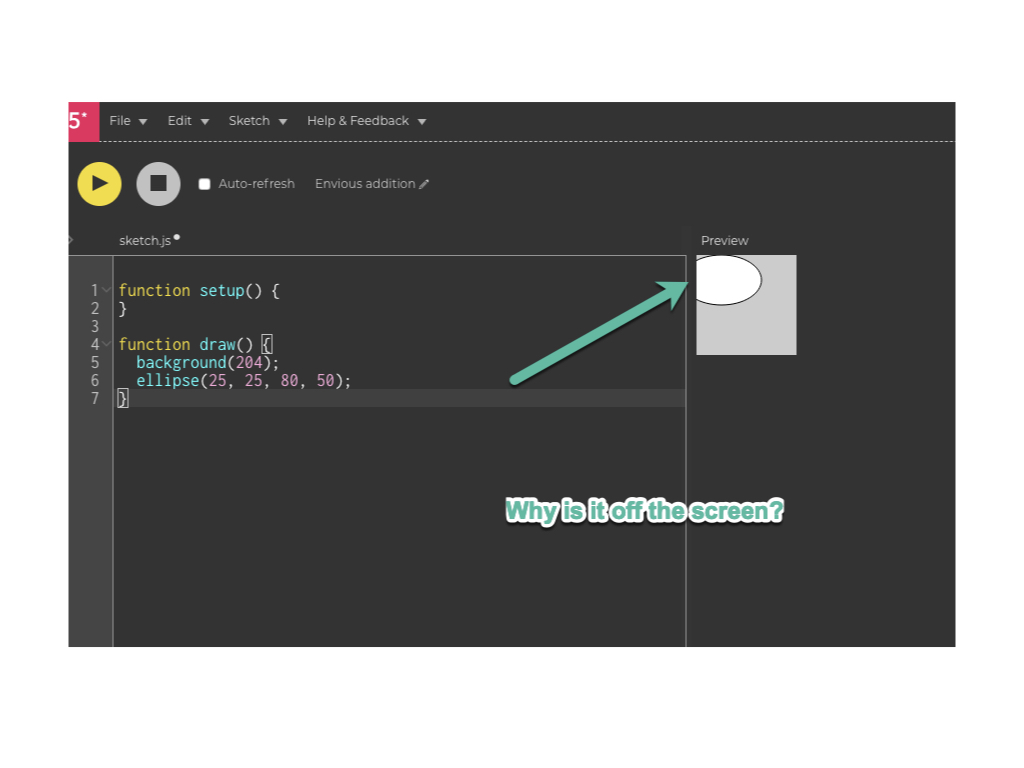 5*
File Edit Sketch Help & Feedback
Auto-refresh Envious addition
sketch.js Preview
1 function setup() {
2 }
3
4 function draw() {
5 background(204);
6 ellipse(25, 25, 80, 50);
7 }
Why is it off the screen?